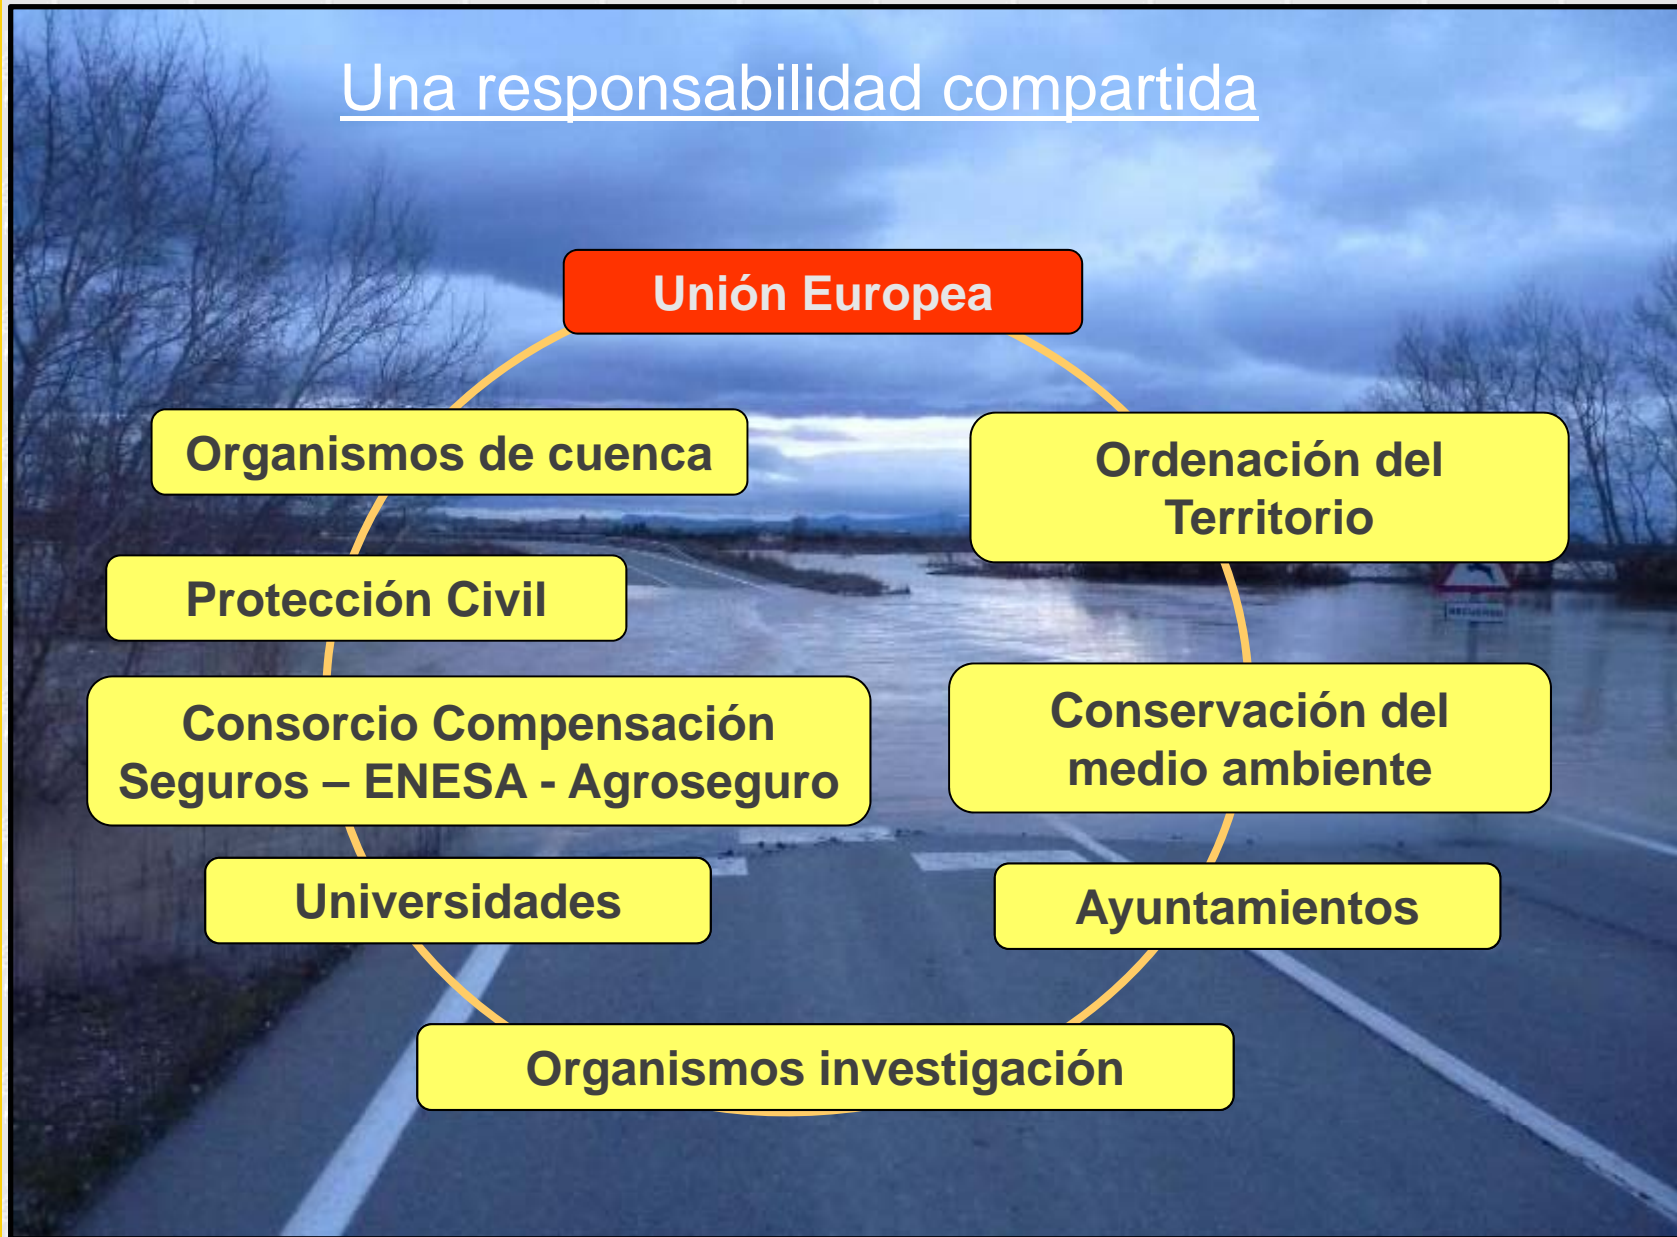 Una responsabilidad compartida
Unión Europea
Organismos de cuenca
Ordenación del
Territorio
Protección Civil
Consorcio Compensación
Seguros – ENESA - Agroseguro
Conservación del
medio ambiente
Universidades
Ayuntamientos
Organismos investigación